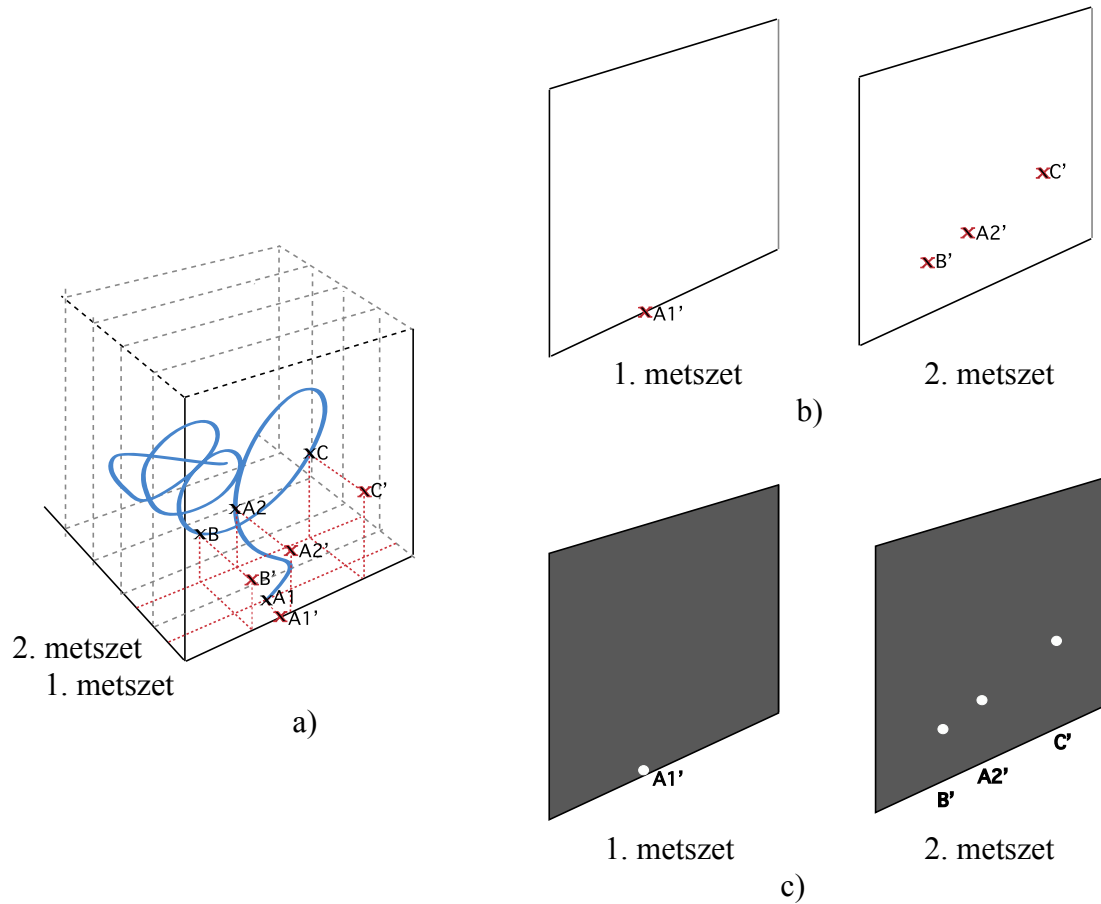 C'
A2'
B'
A1'
1. metszet
2. metszet
b)
C
C'
A2
B
A2'
B'
A1
A1'
2. metszet
1. metszet
a)
A1'
C'
A2'
B'
1. metszet
2. metszet
c)